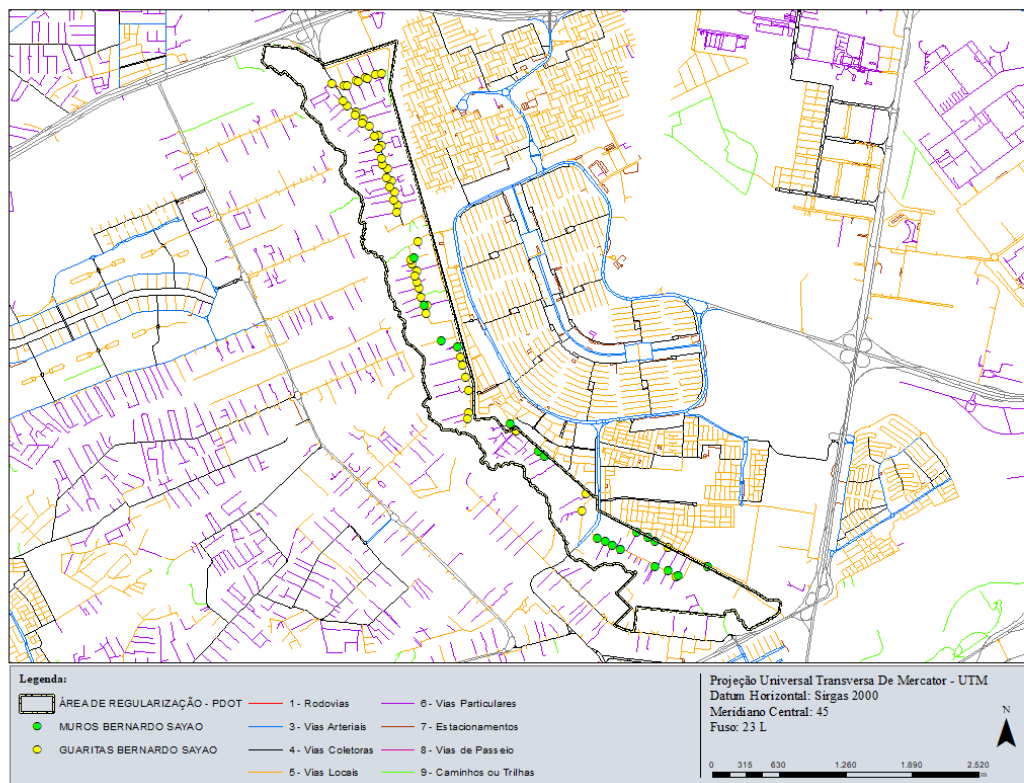 Legenda:
ÁREA DE REGULARIZAÇÃO - PDOT
MUROS BERNARDO SAYAO
GUARITAS BERNARDO SAYAO
1 - Rodovias
3 - Vias Arteriais
4 - Vias Coletoras
5 - Vias Locais
6 - Vias Particulares
7 - Estacionamentos
8 - Vias de Passeio
9 - Caminhos ou Trilhas
Projeção Universal Transversa De Mercator - UTM
Datum Horizontal: Sirgas 2000
Meridiano Central: 45
Fuso: 23 L
N
0 315 630 1.260 1.890 2.520
m